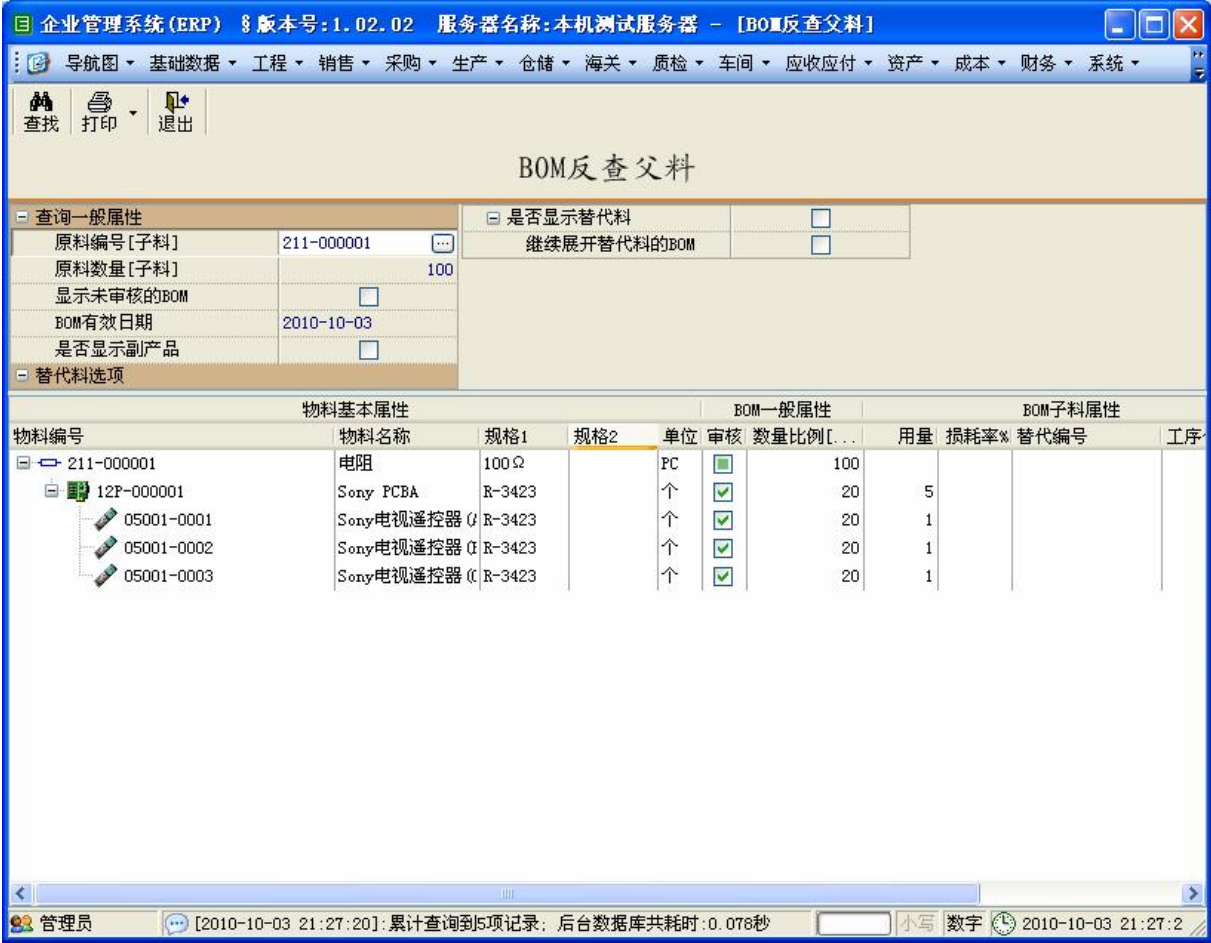 企业管理系统(ERP) §版本号:1.02.02 服务器名称:本机测试服务器 - [BOM反查父料]
导航图 基础数据 工程 销售 采购 生产 仓储 海关 质检 车间 应收应付 资产 成本 财务 系统
查找 打印 退出
BOM反查父料
查询一般属性
原料编号[子料] 211-000001
原料数量[子料] 100
显示未审核的BOM
BOM有效日期 2010-10-03
是否显示副产品
替代料选项
是否显示替代料
继续展开替代料的BOM
物料基本属性 BOM一般属性 BOM子料属性
物料编号 物料名称 规格1 规格2 单位 审核 数量比例[... 用量 损耗率% 替代编号 工序
211-000001 电阻 100Ω PC 100
12P-000001 Sony PCBA R-3423 个 20 5
05001-0001 Sony电视遥控器(A R-3423 个 20 1
05001-0002 Sony电视遥控器( R-3423 个 20 1
05001-0003 Sony电视遥控器( R-3423 个 20 1
管理员 [2010-10-03 21:27:20]:累计查询到5项记录; 后台数据库共耗时:0.078秒 小写 数字 2010-10-03 21:27:2